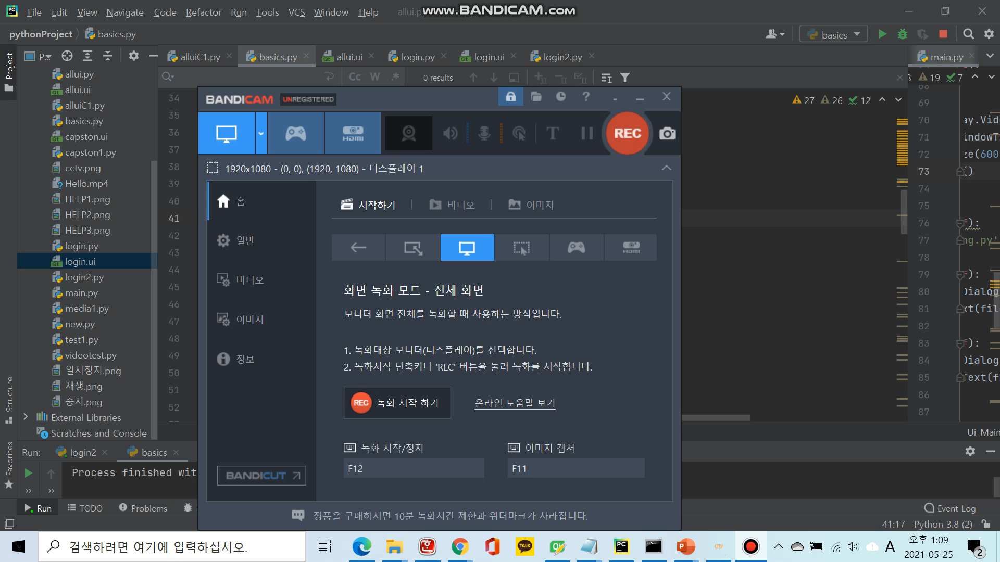 File Edit View Navigate Code Refactor Run Tools VCS Window Help
www.BANDICAM.com
pythonProject basics.py
basics
Project
alluiC1.py basics.py allui.ui login.py login.ui login2.py main.py
Cc W .* 0 results
19 7
27 26 12
allui.py
allui.ui
alluiC1.py
basics.py
capston.ui
capston1.py
cctv.png
Hello.mp4
HELP1.png
HELP2.png
HELP3.png
login.py
login.ui
login2.py
main.py
media1.py
new.py
test1.py
videotest.py
일시정지.png
재생.png
중지.png
External Libraries
Scratches and Console
34
35
36
37
38
39
40
41
42
43
44
45
46
47
48
49
50
51
52
BANDICAM UNREGISTERED
HDMI
T
REC
1920x1080 - (0, 0), (1920, 1080) - 디스플레이 1
홈
일반
비디오
이미지
정보
BANDICUT
시작하기 비디오 이미지
HDMI
화면 녹화 모드 - 전체 화면
모니터 화면 전체를 녹화할 때 사용하는 방식입니다.
1. 녹화대상 모니터(디스플레이)를 선택합니다.
2. 녹화시작 단축키나 'REC' 버튼을 눌러 녹화를 시작합니다.
REC 녹화 시작 하기 온라인 도움말 보기
녹화 시작/정지 이미지 캡처
F12 F11
정품을 구매하시면 10분 녹화시간 제한과 워터마크가 사라집니다.
69
70 ay.Vide
71 indowT
72 ze(600
73 ()
74
75
76 f):
77 ng.py'
78
79 f):
80 Dialog
81 xt(fil
82
83 f):
84 Dialog
85 Text(f
86
87
Ui_Main
Structure
Favorites
Run: login2 basics
Process finished wit
Run TODO Problems
Event Log
41:17 Python 3.8 (2)
검색하려면 여기에 입력하십시오.
TALK
PC
A
오후 1:09
2021-05-25
2